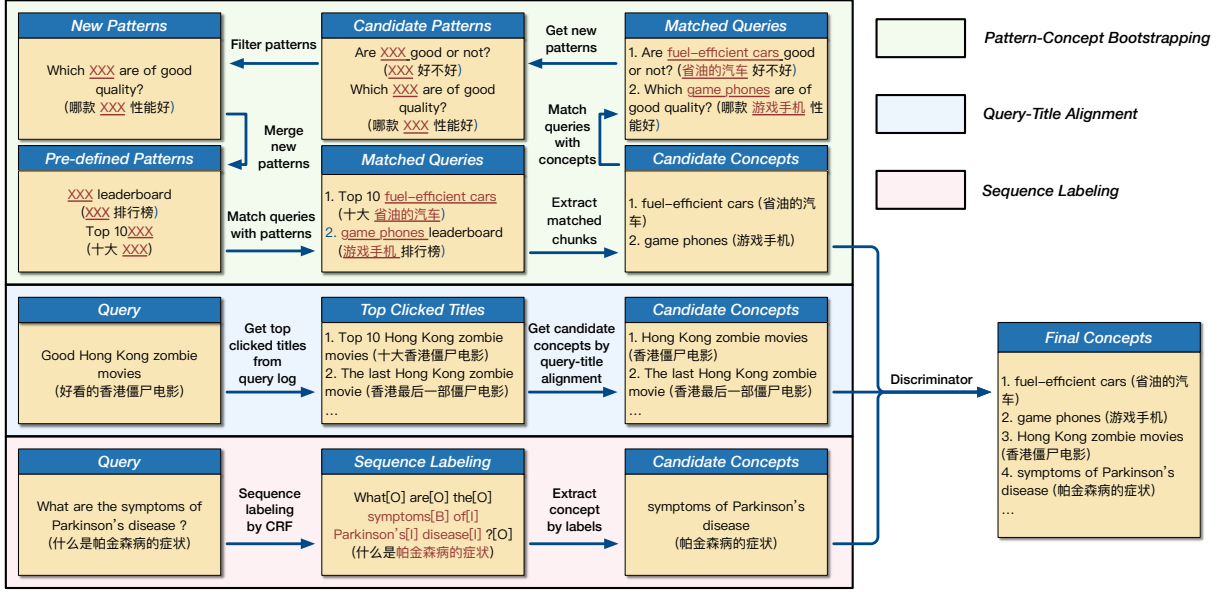 New Patterns
Which XXX are of good
quality?
(哪款 XXX 性能好)
Filter patterns
Candidate Patterns
Are XXX good or not?
(XXX 好不好)
Which XXX are of good
quality?
(哪款 XXX 性能好)
Get new
patterns
Matched Queries
1. Are fuel-efficient cars good
or not? (省油的汽车 好不好)
2. Which game phones are of
good quality? (哪款 游戏手机 性
能好)
Pattern-Concept Bootstrapping
Query-Title Alignment
Sequence Labeling
Merge
new
patterns
Match
queries
with
concepts
Pre-defined Patterns
XXX leaderboard
(XXX 排行榜)
Top 10XXX
(十大 XXX)
Match queries
with patterns
Matched Queries
1. Top 10 fuel-efficient cars
(十大 省油的汽车)
2. game phones leaderboard
(游戏手机 排行榜)
Extract
matched
chunks
Candidate Concepts
1. fuel-efficient cars (省油的汽
车)
2. game phones (游戏手机)
Query
Good Hong Kong zombie
movies
(好看的香港僵尸电影)
Get top
clicked titles
from
query log
Top Clicked Titles
1. Top 10 Hong Kong zombie
movies (十大香港僵尸电影)
2. The last Hong Kong zombie
movie (香港最后一部僵尸电影)
...
Get candidate
concepts by
query-title
alignment
Candidate Concepts
1. Hong Kong zombie movies
(香港僵尸电影)
2. The last Hong Kong zombie
movie (香港最后一部僵尸电影)
...
Discriminator
Final Concepts
1. fuel-efficient cars (省油的汽
车)
2. game phones (游戏手机)
3. Hong Kong zombie movies
(香港僵尸电影)
4. symptoms of Parkinson's
disease (帕金森病的症状)
...
Query
What are the symptoms of
Parkinson's disease ?
(什么是帕金森病的症状)
Sequence
labeling
by CRF
Sequence Labeling
What[O] are[O] the[O]
symptoms[B] of[I]
Parkinson's[I] disease[I] ?[O]
(什么是帕金森病的症状)
Extract
concept
by labels
Candidate Concepts
symptoms of Parkinson's
disease
(帕金森病的症状)